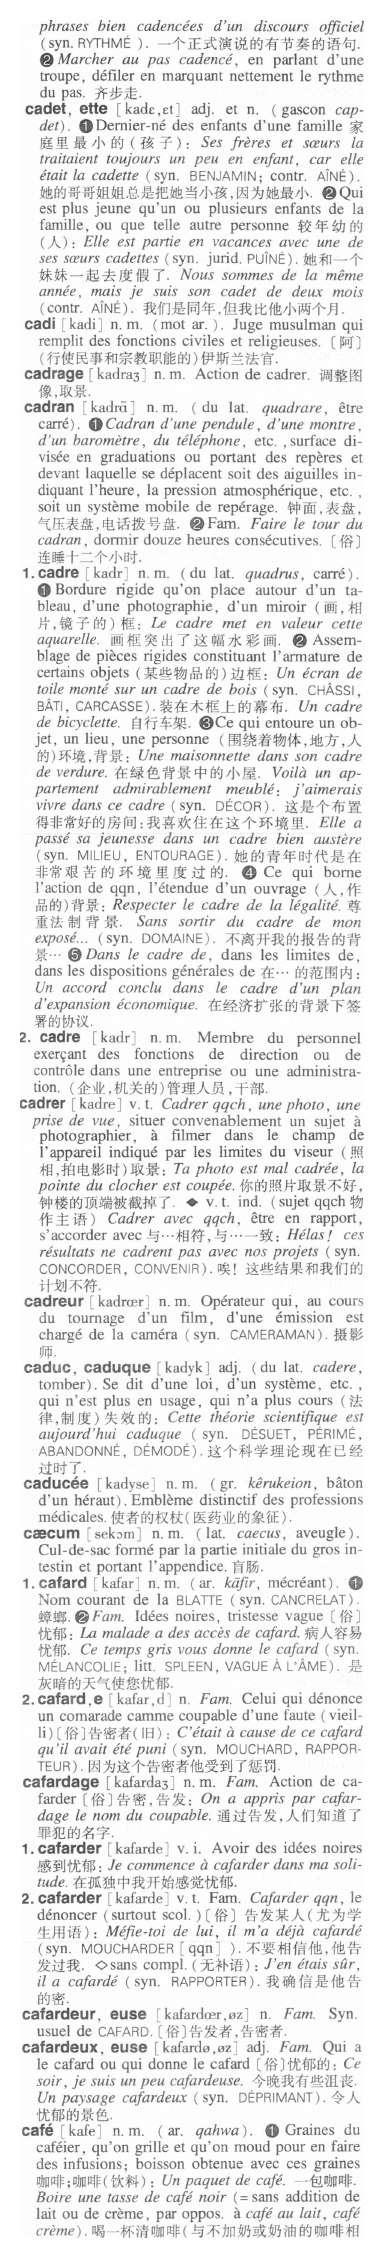 phrases bien cadencées d'un discours officiel
(syn. RYTHMÉ ). 一个正式演说的有节奏的语句.
❷ Marcher au pas cadencé, en parlant d'une
troupe, défiler en marquant nettement le rythme
du pas. 齐步走.
cadet, ette [kadɛ,ɛt] adj. et n. ( gascon cap-
det). ❶Dernier-né des enfants d'une famille 家
庭里最小的(孩子): Ses frères et sœurs la
traitaient toujours un peu en enfant, car elle
était la cadette (syn. BENJAMIN; contr. AÎNÉ).
她的哥哥姐姐总是把她当小孩,因为她最小. ❷Qui
est plus jeune qu'un ou plusieurs enfants de la
famille, ou que telle autre personne 较年幼的
(人): Elle est partie en vacances avec une de
ses sœurs cadettes (syn. jurid. PUÎNÉ). 她和一个
妹妹一起去度假了. Nous sommes de la même
année, mais je suis son cadet de deux mois
(contr. AÎNÉ). 我们是同年,但我比他小两个月.
cadi [kadi] n. m. (mot ar. ). Juge musulman qui
remplit des fonctions civiles et religieuses. 〔阿〕
(行使民事和宗教职能的)伊斯兰法官.
cadrage [kadraʒ] n. m. Action de cadrer. 调整图
像,取景.
cadran [kadrɑ̃] n. m. ( du lat. quadrare, être
carré). ❶Cadran d'une pendule, d'une montre,
d'un baromètre, du téléphone, etc. , surface di-
visée en graduations ou portant des repères et
devant laquelle se déplacent soit des aiguilles in-
diquant l'heure, la pression atmosphérique, etc. ,
soit un système mobile de repérage. 钟面,表盘,
气压表盘,电话拨号盘. ❷Fam. Faire le tour du
cadran, dormir douze heures consécutives. 〔俗〕
连睡十二个小时.
1. cadre [kadr] n. m. ( du lat. quadrus, carré).
❶ Bordure rigide qu'on place autour d'un ta-
bleau, d'une photographie, d'un miroir (画,相
片,镜子的)框: Le cadre met en valeur cette
aquarelle. 画框突出了这幅水彩画. ❷ Assem-
blage de pièces rigides constituant l'armature de
certains objets (某些物品的)边框: Un écran de
toile monté sur un cadre de bois (syn. CHÂSSI,
BÂTI, CARCASSE). 装在木框上的幕布. Un cadre
de bicyclette. 自行车架. ❸Ce qui entoure un ob-
jet, un lieu, une personne (围绕着物体,地方,人
的)环境,背景: Une maisonnette dans son cadre
de verdure. 在绿色背景中的小屋. Voilà un ap-
partement admirablement meublé; j'aimerais
vivre dans ce cadre (syn. DÉCOR). 这是个布置
得非常好的房间;我喜欢住在这个环境里. Elle a
passé sa jeunesse dans un cadre bien austère
(syn. MILIEU, ENTOURAGE). 她的青年时代是在
非常艰苦的环境里度过的. ❹ Ce qui borne
l'action de qqn, l'étendue d'un ouvrage (人,作
品的)背景: Respecter le cadre de la légalité. 尊
重法制背景. Sans sortir du cadre de mon
exposé... (syn. DOMAINE). 不离开我的报告的背
景… ❺Dans le cadre de, dans les limites de,
dans les dispositions générales de 在…的范围内:
Un accord conclu dans le cadre d'un plan
d'expansion économique. 在经济扩张的背景下签
署的协议.
2. cadre [kadr] n. m. Membre du personnel
exerçant des fonctions de direction ou de
contrôle dans une entreprise ou une administra-
tion. (企业,机关的)管理人员,干部.
cadrer [kadre] v. t. Cadrer qqch, une photo, une
prise de vue, situer convenablement un sujet à
photographier, à filmer dans le champ de
l'appareil indiqué par les limites du viseur (照
相,拍电影时)取景: Ta photo est mal cadrée, la
pointe du clocher est coupée. 你的照片取景不好,
钟楼的顶端被截掉了. ◆ v. t. ind. (sujet qqch 物
作主语) Cadrer avec qqch, être en rapport,
s'accorder avec 与…相符,与…一致: Hélas! ces
résultats ne cadrent pas avec nos projets (syn.
CONCORDER, CONVENIR). 唉! 这些结果和我们的
计划不符.
cadreur [kadrœr] n. m. Opérateur qui, au cours
du tournage d'un film, d'une émission est
chargé de la caméra (syn. CAMERAMAN). 摄影
师.
caduc, caduque [kadyk] adj. (du lat. cadere,
tomber). Se dit d'une loi, d'un système, etc. ,
qui n'est plus en usage, qui n'a plus cours (法
律,制度)失效的: Cette théorie scientifique est
aujourd'hui caduque (syn. DÉSUET, PÉRIMÉ,
ABANDONNÉ, DÉMODÉ). 这个科学理论现在已经
过时了.
caducée [kadyse] n. m. (gr. kêrukeion, bâton
d'un héraut). Emblème distinctif des professions
médicales. 使者的权杖(医药业的象征).
cæcum [sekɔm] n. m. (lat. caecus, aveugle).
Cul-de-sac formé par la partie initiale du gros in-
testin et portant l'appendice. 盲肠.
1. cafard [kafar] n. m. (ar. kāfir, mécréant). ❶
Nom courant de la BLATTE (syn. CANCRELAT).
蟑螂. ❷Fam. Idées noires, tristesse vague [俗]
忧郁: La malade a des accès de cafard. 病人容易
忧郁. Ce temps gris vous donne le cafard (syn.
MÉLANCOLIE; litt. SPLEEN, VAGUE À L'ÂME). 是
灰暗的天气使您忧郁.
2. cafard,e [kafar,d] n. Fam. Celui qui dénonce
un comarade camme coupable d'une faute (vieil-
li)〔俗〕告密者(旧): C'était à cause de ce cafard
qu'il avait été puni (syn. MOUCHARD, RAPPOR-
TEUR). 因为这个告密者他受到了惩罚.
cafardage [kafardaʒ] n. m. Fam. Action de ca-
farder 〔俗〕告密,告发: On a appris par cafar-
dage le nom du coupable. 通过告发,人们知道了
罪犯的名字.
1. cafarder [kafarde] v. i. Avoir des idées noires
感到忧郁: Je commence à cafarder dans ma soli-
tude. 在孤独中我开始感觉忧郁.
2. cafarder [kafarde] v. t. Fam. Cafarder qqn, le
dénoncer (surtout scol. )〔俗〕告发某人(尤为学
生用语): Méfie-toi de lui, il m'a déjà cafardé
(syn. MOUCHARDER [qqn] ). 不要相信他,他告
发过我. ◇sans compl. (无补语): J'en étais sûr,
il a cafardé (syn. RAPPORTER). 我确信是他告
的密.
cafardeur, euse [kafardœr,øz] n. Fam. Syn.
usuel de CAFARD. [俗]告发者,告密者.
cafardeux, euse [kafardø,øz] adj. Fam. Qui a
le cafard ou qui donne le cafard [俗]忧郁的: Ce
soir, je suis un peu cafardeuse. 今晚我有些沮丧.
Un paysage cafardeux (syn. DÉPRIMANT). 令人
忧郁的景色.
café [kafe] n. m. (ar. qahwa). ❶ Graines du
caféier, qu'on grille et qu'on moud pour en faire
des infusions; boisson obtenue avec ces graines
咖啡;咖啡(饮料): Un paquet de café. 一包咖啡.
Boire une tasse de café noir (= sans addition de
lait ou de crème, par oppos. à café au lait, café
crème). 喝一杯清咖啡(与不加奶或奶油的咖啡相